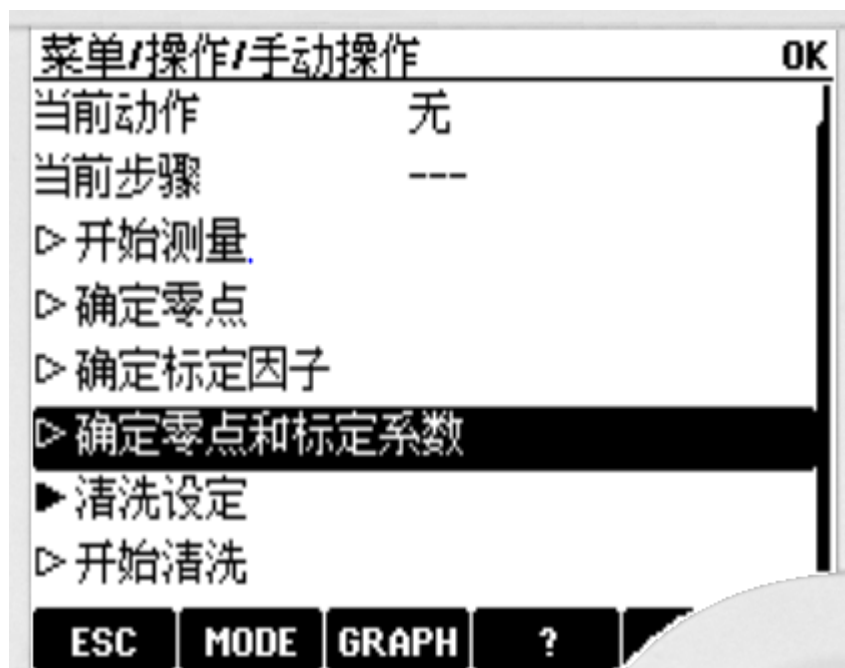 菜单/操作/手动操作 OK
当前动作 无
当前步骤 ---
▷开始测量
▷确定零点
▷确定标定因子
▷确定零点和标定系数
▶清洗设定
▷开始清洗
ESC MODE GRAPH ?